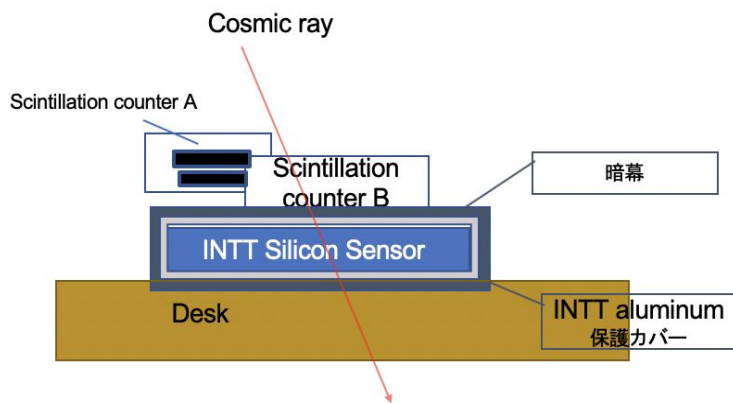 Cosmic ray
Scintillation counter A
Scintillation
counter B
暗幕
INTT Silicon Sensor
Desk
INTT aluminum
保護カバー